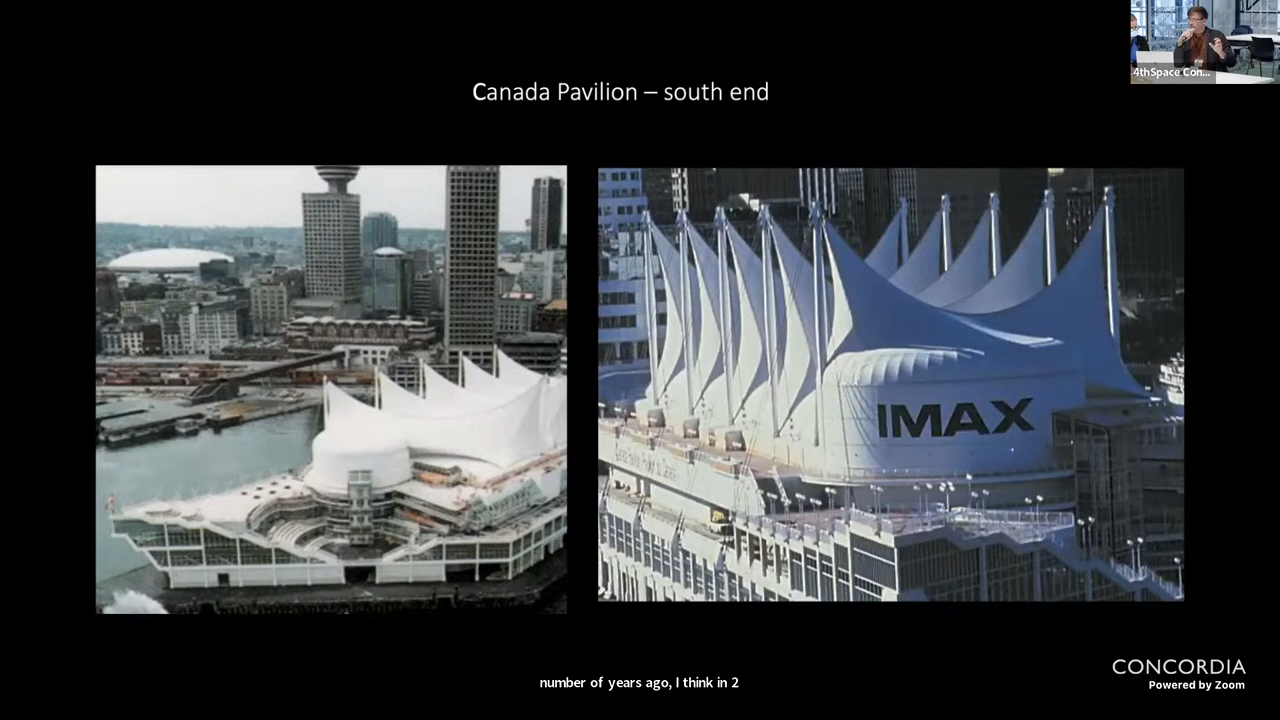 4thSpace Con...
Canada Pavilion – south end
IMAX
CONCORDIA
Powered by Zoom
number of years ago, I think in 2